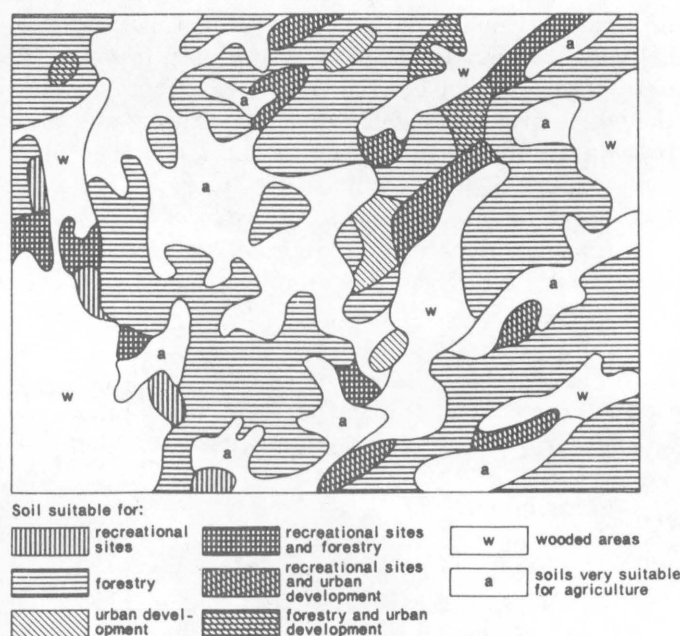 a
w
a
a
w
w
a
a
w
a
w
w
a
a
a
Soil suitable for:
recreational
sites
recreational sites
and forestry
w
wooded areas
forestry
recreational sites
and urban
development
a
soils very suitable
for agriculture
urban devel-
opment
forestry and urban
development